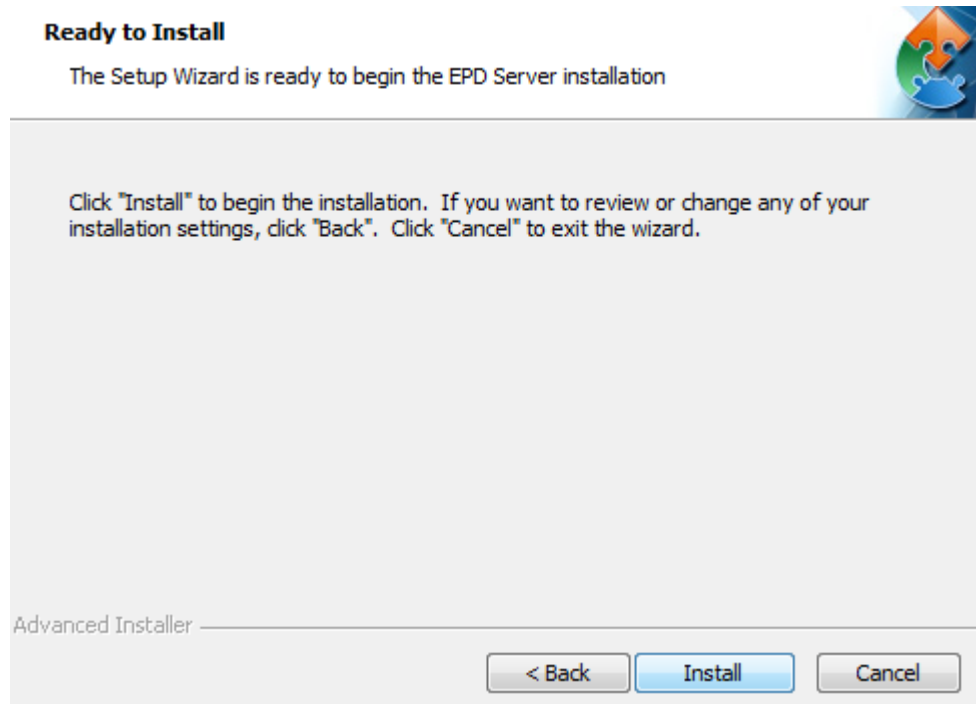 Ready to Install
The Setup Wizard is ready to begin the EPD Server installation
Click "Install" to begin the installation.  If you want to review or change any of your
installation settings, click "Back".  Click "Cancel" to exit the wizard.
Advanced Installer
< Back Install Cancel